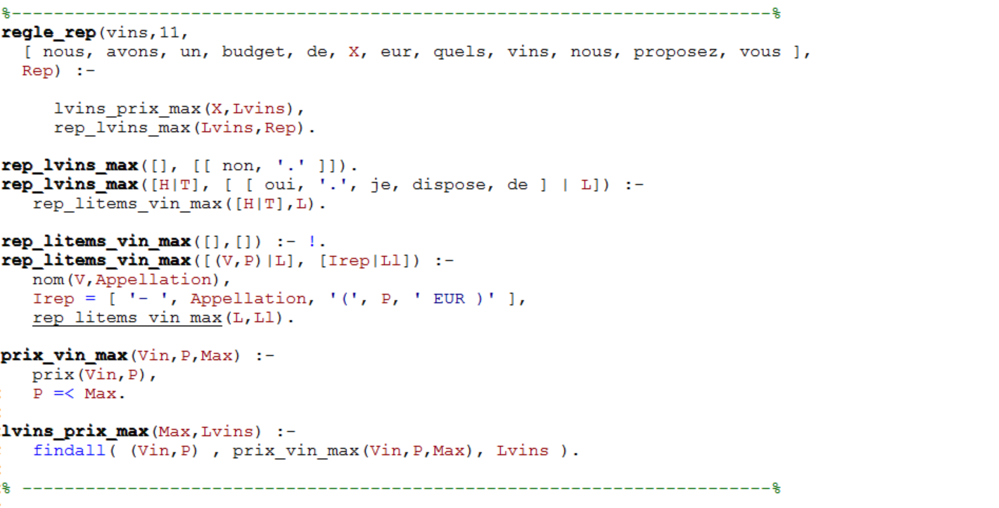 %------------------------------------------------------------------------%
regle_rep(vins,11,
  [ nous, avons, un, budget, de, X, eur, quels, vins, nous, proposez, vous ],
  Rep) :-
     lvins_prix_max(X,Lvins),
     rep_lvins_max(Lvins,Rep).
rep_lvins_max([], [[ non, '.' ]]).
rep_lvins_max([H|T], [ [ oui, '.', je, dispose, de ] | L]) :-
   rep_litems_vin_max([H|T],L).
rep_litems_vin_max([],[]) :- !.
rep_litems_vin_max([(V,P)|L], [Irep|Ll]) :-
   nom(V,Appellation),
   Irep = [ '- ', Appellation, '(', P, ' EUR )' ],
   rep_litems_vin_max(L,Ll).
prix_vin_max(Vin,P,Max) :-
   prix(Vin,P),
   P =< Max.
lvins_prix_max(Max,Lvins) :-
   findall( (Vin,P) , prix_vin_max(Vin,P,Max), Lvins ).
% -----------------------------------------------------------------------%